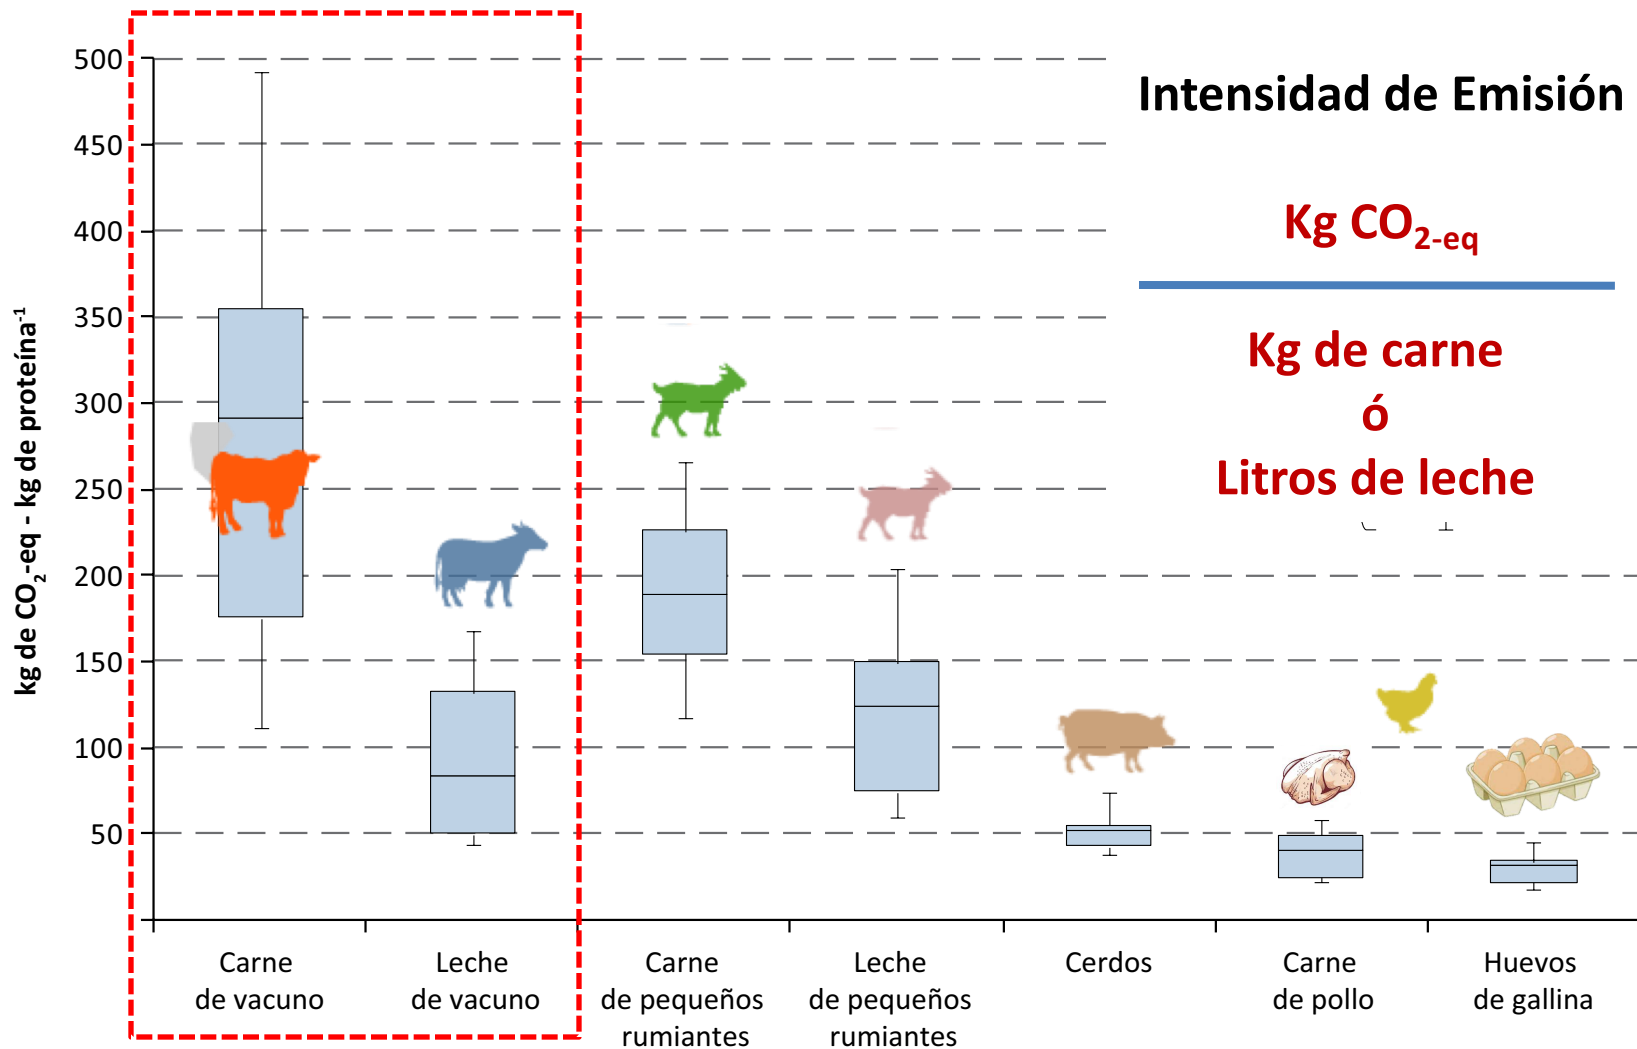 Intensidad de Emisión
Kg CO₂₋eq
Kg de carne
ó
Litros de leche
kg de CO₂-eq - kg de proteína⁻¹
500
450
400
350
300
250
200
150
100
50
Carne
de vacuno
Leche
de vacuno
Carne
de pequeños
rumiantes
Leche
de pequeños
rumiantes
Cerdos
Carne
de pollo
Huevos
de gallina